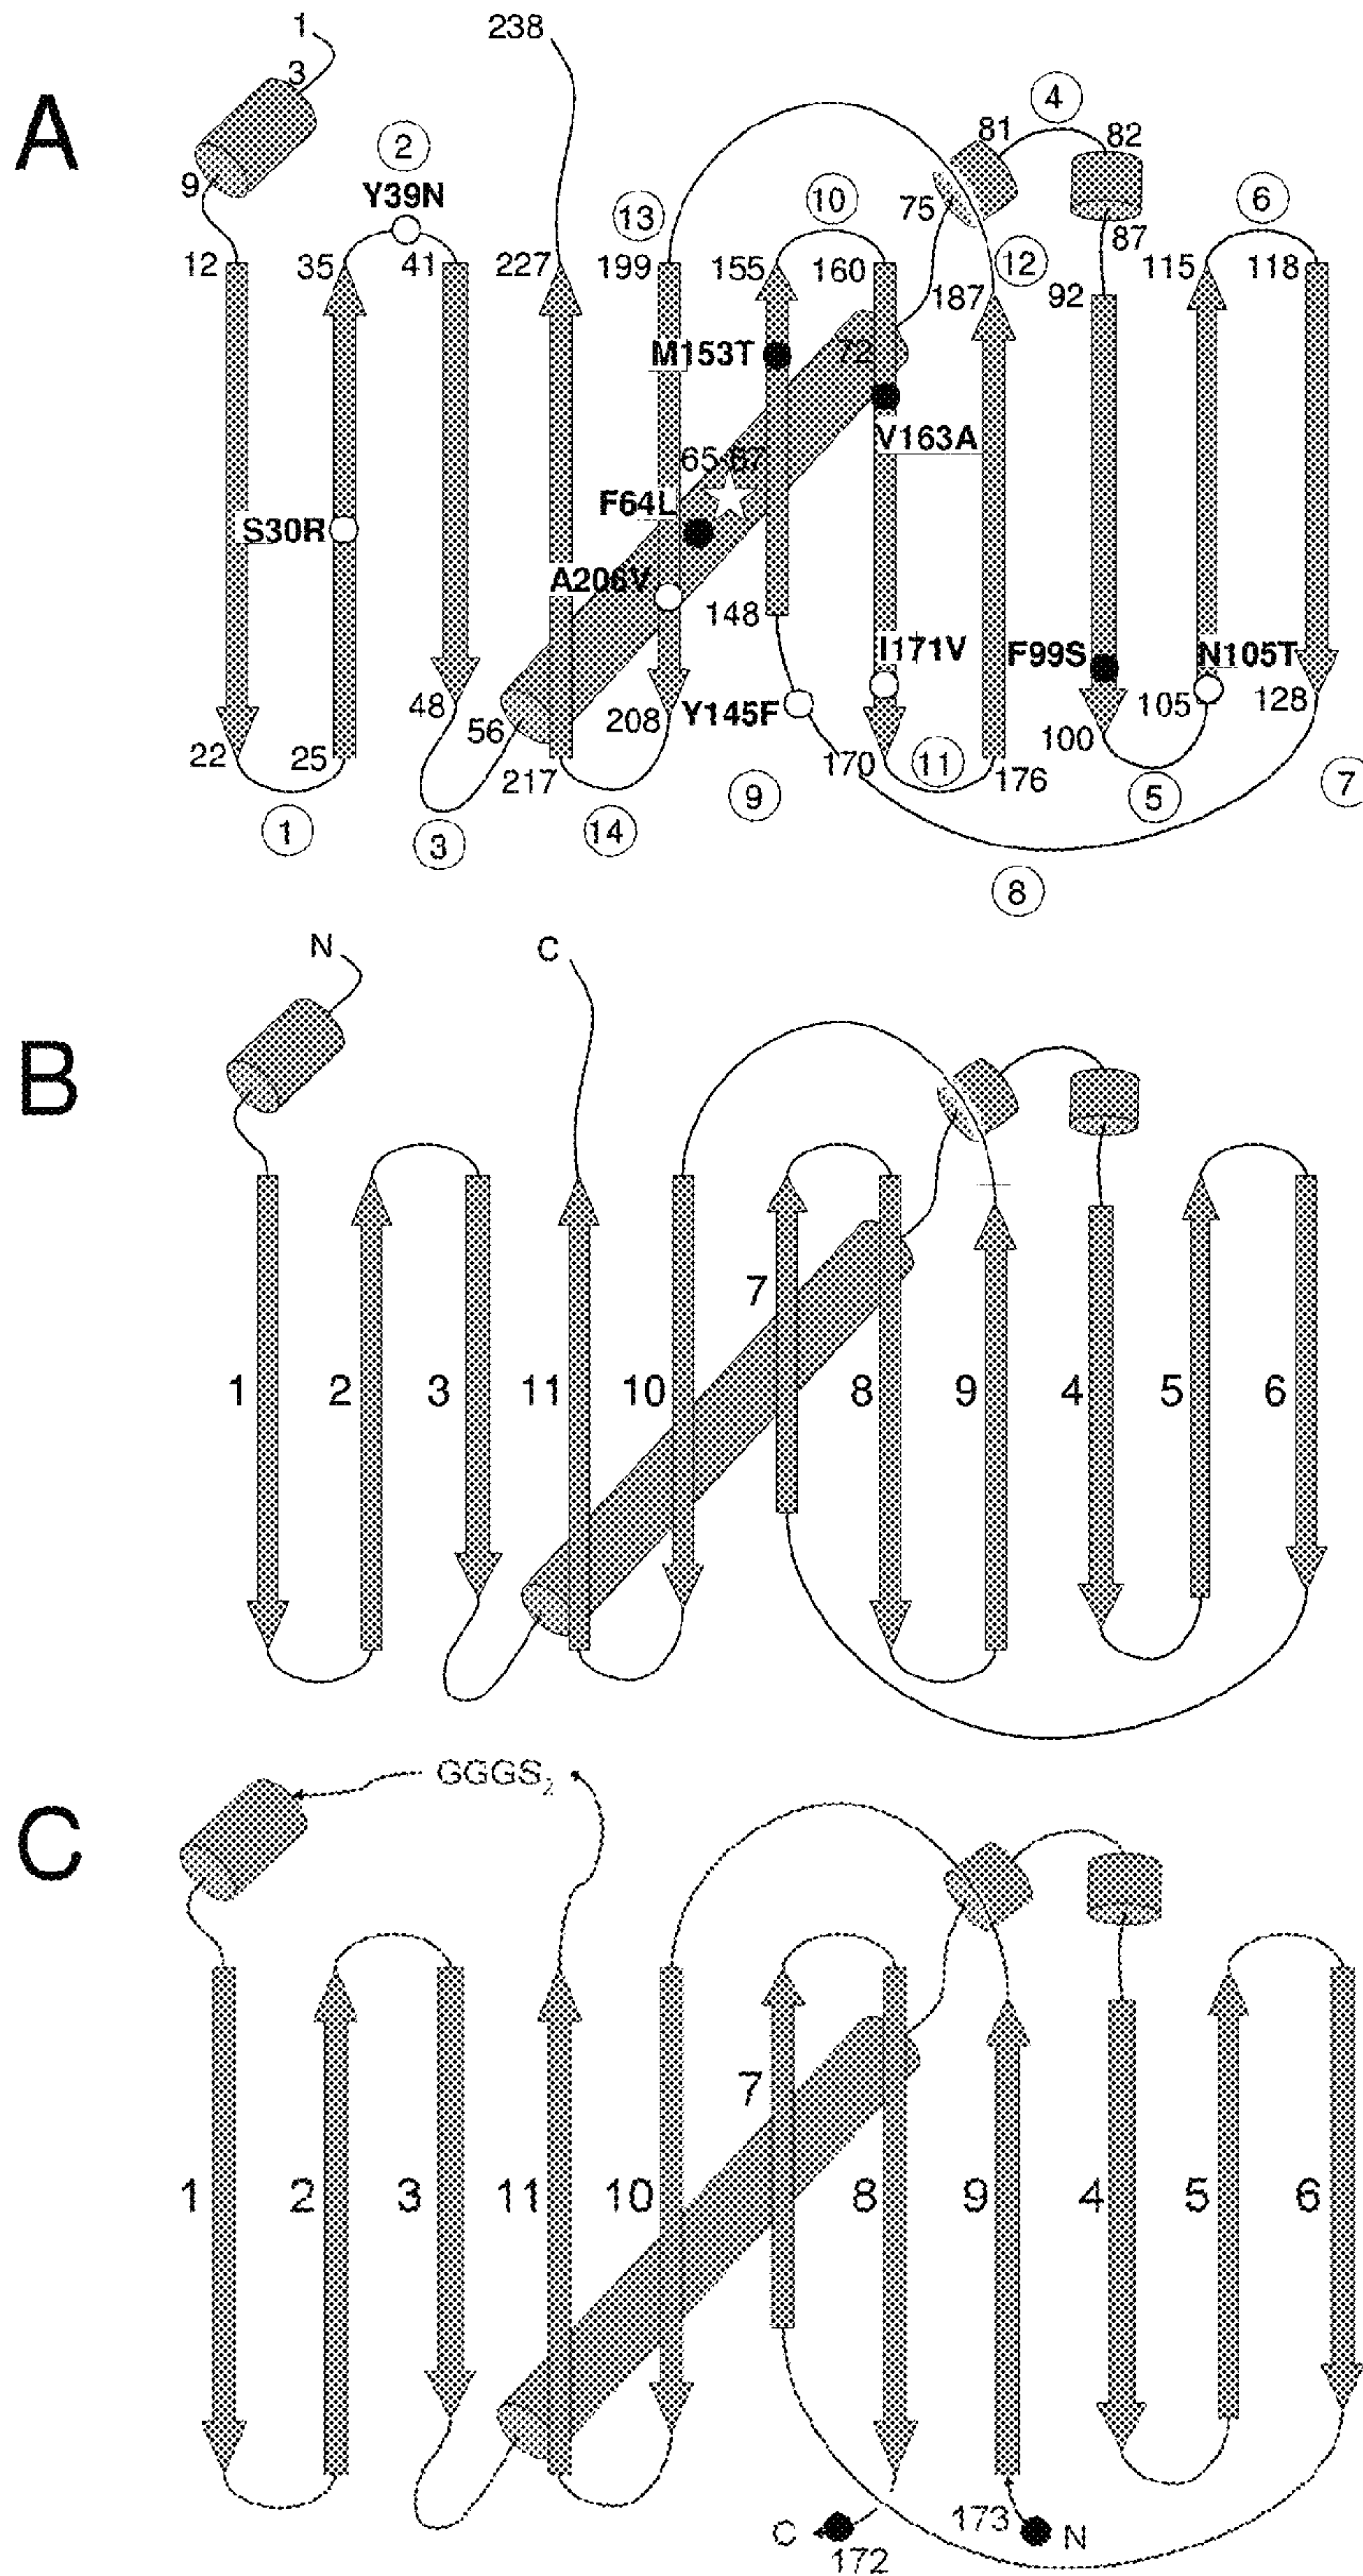 1
238
A
3
4
81
82
2
9
Y39N
13
10
75
6
87
12
35
41
227
199
155
160
12
187
92
115
118
M153T
72
V163A
65-67
F64L
S30R
A206V
148
I171V
F99S
N105T
48
56
208
Y145F
105
128
100
22
25
217
170
11
176
9
5
7
1
3
14
8
N
C
B
7
1 2 3 11 10 8 9 4 5 6
GGGS2
C
7
1 2 3 11 10 8 9 4 5 6
C 172 173 N